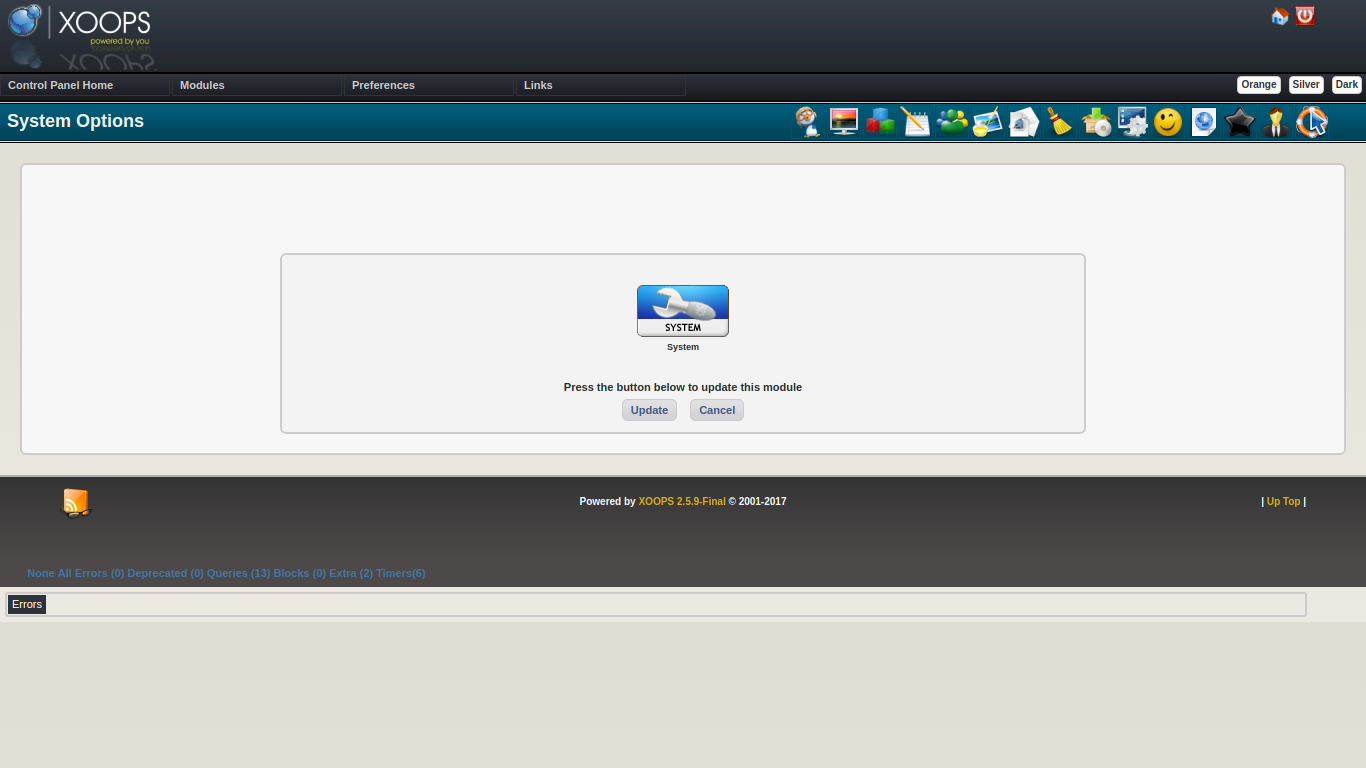 XOOPS
powered by you
Control Panel Home
Modules
Preferences
Links
Orange
Silver
Dark
System Options
SYSTEM
System
Press the button below to update this module
Update
Cancel
Powered by XOOPS 2.5.9-Final © 2001-2017
| Up Top |
None All Errors (0) Deprecated (0) Queries (13) Blocks (0) Extra (2) Timers(6)
Errors